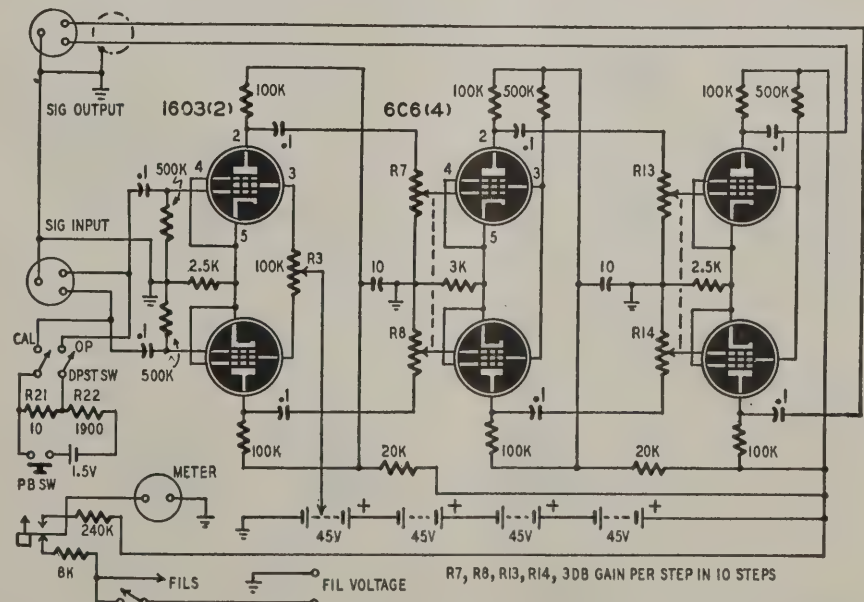 SIG OUTPUT
100K
1603(2)
2
.1
4
3
.1
500K
SIG INPUT
2.5K
100K
R3
.1
500K
.1
100K
CAL
OP
DPST SW
R21
R22
10
1900
1.5V
PB SW
100K
500K
6C6(4)
2
.1
R7
4
3
5
10
3K
R8
.1
100K
20K
100K
500K
.1
R13
10
2.5K
R14
.1
100K
20K
METER
240K
8K
FILS
+
+
+
+
45V
45V
45V
45V
FIL VOLTAGE
R7, R8, R13, R14, 3DB GAIN PER STEP IN 10 STEPS